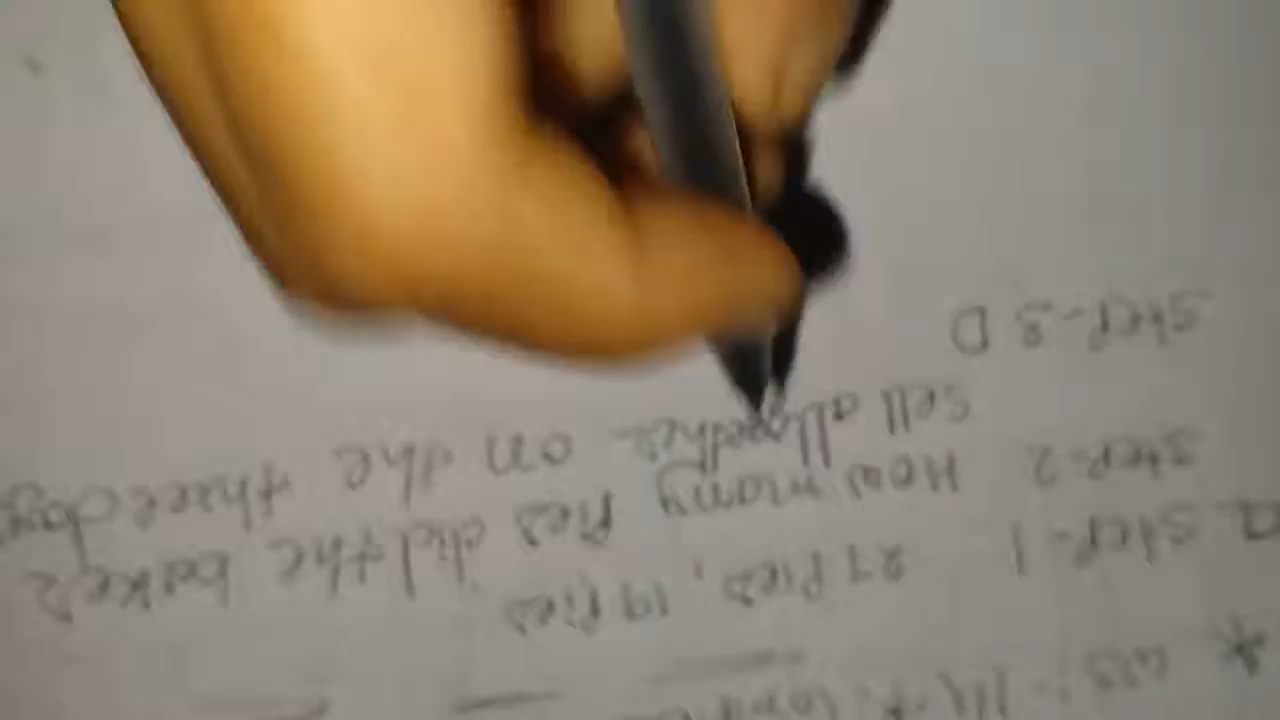 * WS:-
Q Step-1 27 Pies, 19 Pies
Step-2 How many Pies did the baker
sell altogether on the three days
Step-3 D